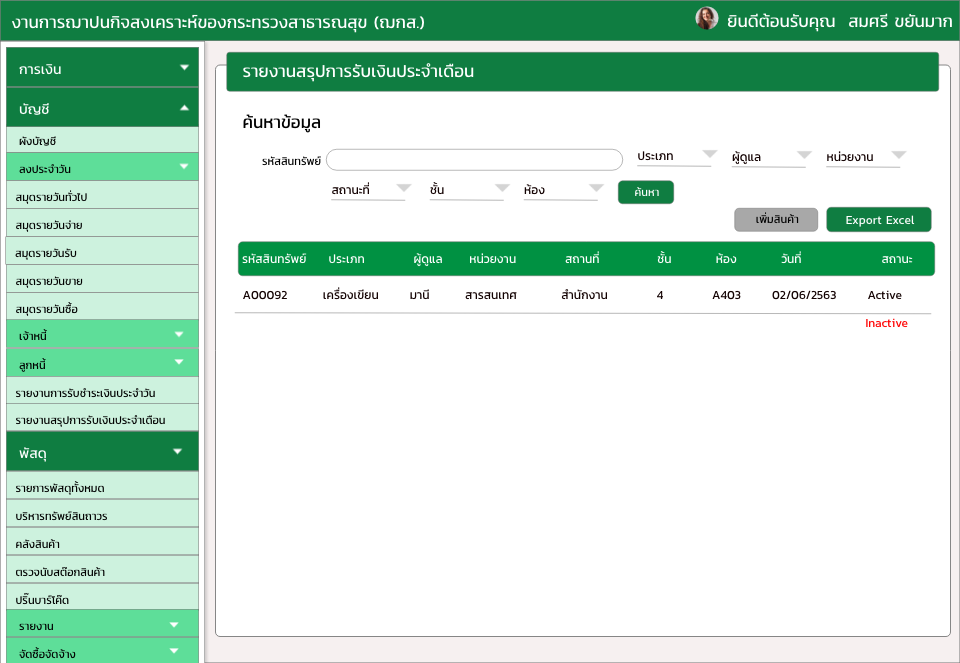 งานการฌาปนกิจสงเคราะห์ของกระทรวงสาธารณสุข (ฌกส.)
ยินดีต้อนรับคุณ สมศรี ขยันมาก
การเงิน
บัญชี
ผังบัญชี
ลงประจำวัน
สมุดรายวันทั่วไป
สมุดรายวันจ่าย
สมุดรายวันรับ
สมุดรายวันขาย
สมุดรายวันซื้อ
เจ้าหนี้
ลูกหนี้
รายงานการรับชำระเงินประจำวัน
รายงานสรุปการรับเงินประจำเดือน
พัสดุ
รายการพัสดุทั้งหมด
บริหารทรัพย์สินถาวร
คลังสินค้า
ตรวจนับสต๊อกสินค้า
ปริ๊นบาร์โค๊ด
รายงาน
จัดซื้อจัดจ้าง
รายงานสรุปการรับเงินประจำเดือน
ค้นหาข้อมูล
รหัสสินทรัพย์ ประเภท ผู้ดูแล หน่วยงาน
สถานะที่ ชั้น ห้อง ค้นหา
เพิ่มสินค้า Export Excel
รหัสสินทรัพย์ ประเภท ผู้ดูแล หน่วยงาน สถานที่ ชั้น ห้อง วันที่ สถานะ
A00092 เครื่องเขียน มานี สารสนเทศ สำนักงาน 4 A403 02/06/2563 Active
Inactive